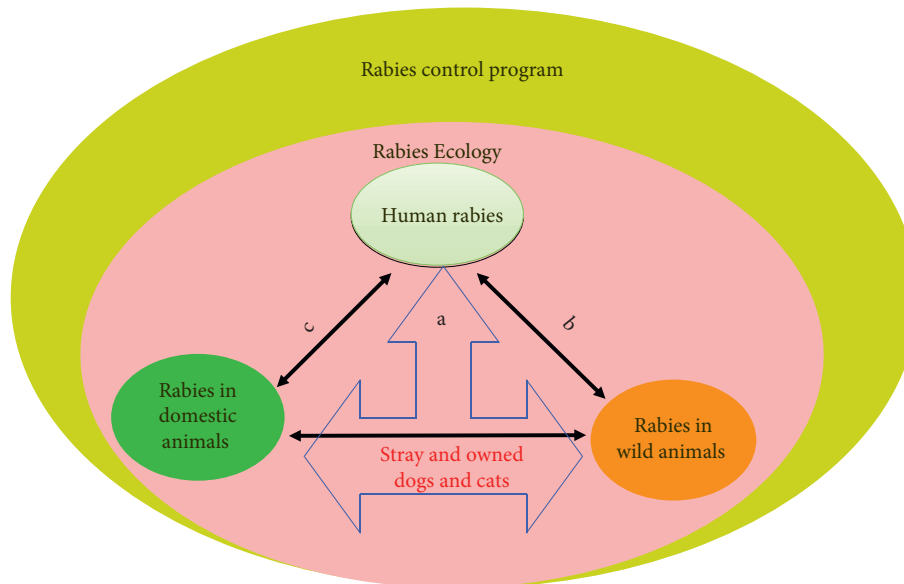 Rabies control program
Rabies Ecology
Human rabies
a
c
b
Rabies in
domestic
animals
Stray and owned
dogs and cats
Rabies in
wild animals